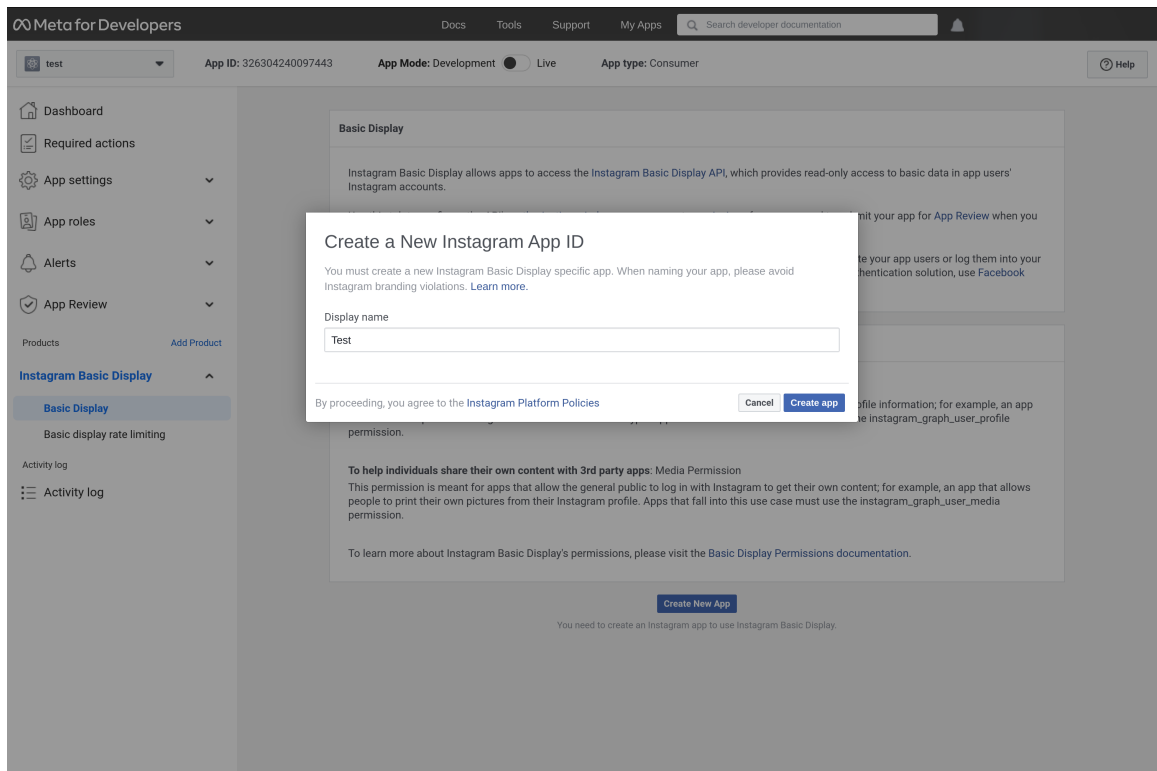 Meta for Developers
Docs Tools Support My Apps Search developer documentation
test App ID: 326304240097443 App Mode: Development Live App type: Consumer Help
Dashboard
Required actions
App settings
App roles
Alerts
App Review
Products Add Product
Instagram Basic Display
Basic Display
Basic display rate limiting
Activity log
Activity log
Basic Display
Instagram Basic Display allows apps to access the Instagram Basic Display API, which provides read-only access to basic data in app users'
Instagram accounts.
your app for App Review when you
your app users or log them into your
solution, use Facebook
Create a New Instagram App ID
You must create a new Instagram Basic Display specific app. When naming your app, please avoid
Instagram branding violations. Learn more.
Display name
Test
By proceeding, you agree to the Instagram Platform Policies Cancel Create app
information; for example, an app
instagram_graph_user_profile
permission.
To help individuals share their own content with 3rd party apps: Media Permission
This permission is meant for apps that allow the general public to log in with Instagram to get their own content; for example, an app that allows
people to print their own pictures from their Instagram profile. Apps that fall into this use case must use the instagram_graph_user_media
permission.
To learn more about Instagram Basic Display's permissions, please visit the Basic Display Permissions documentation.
Create New App
You need to create an Instagram app to use Instagram Basic Display.